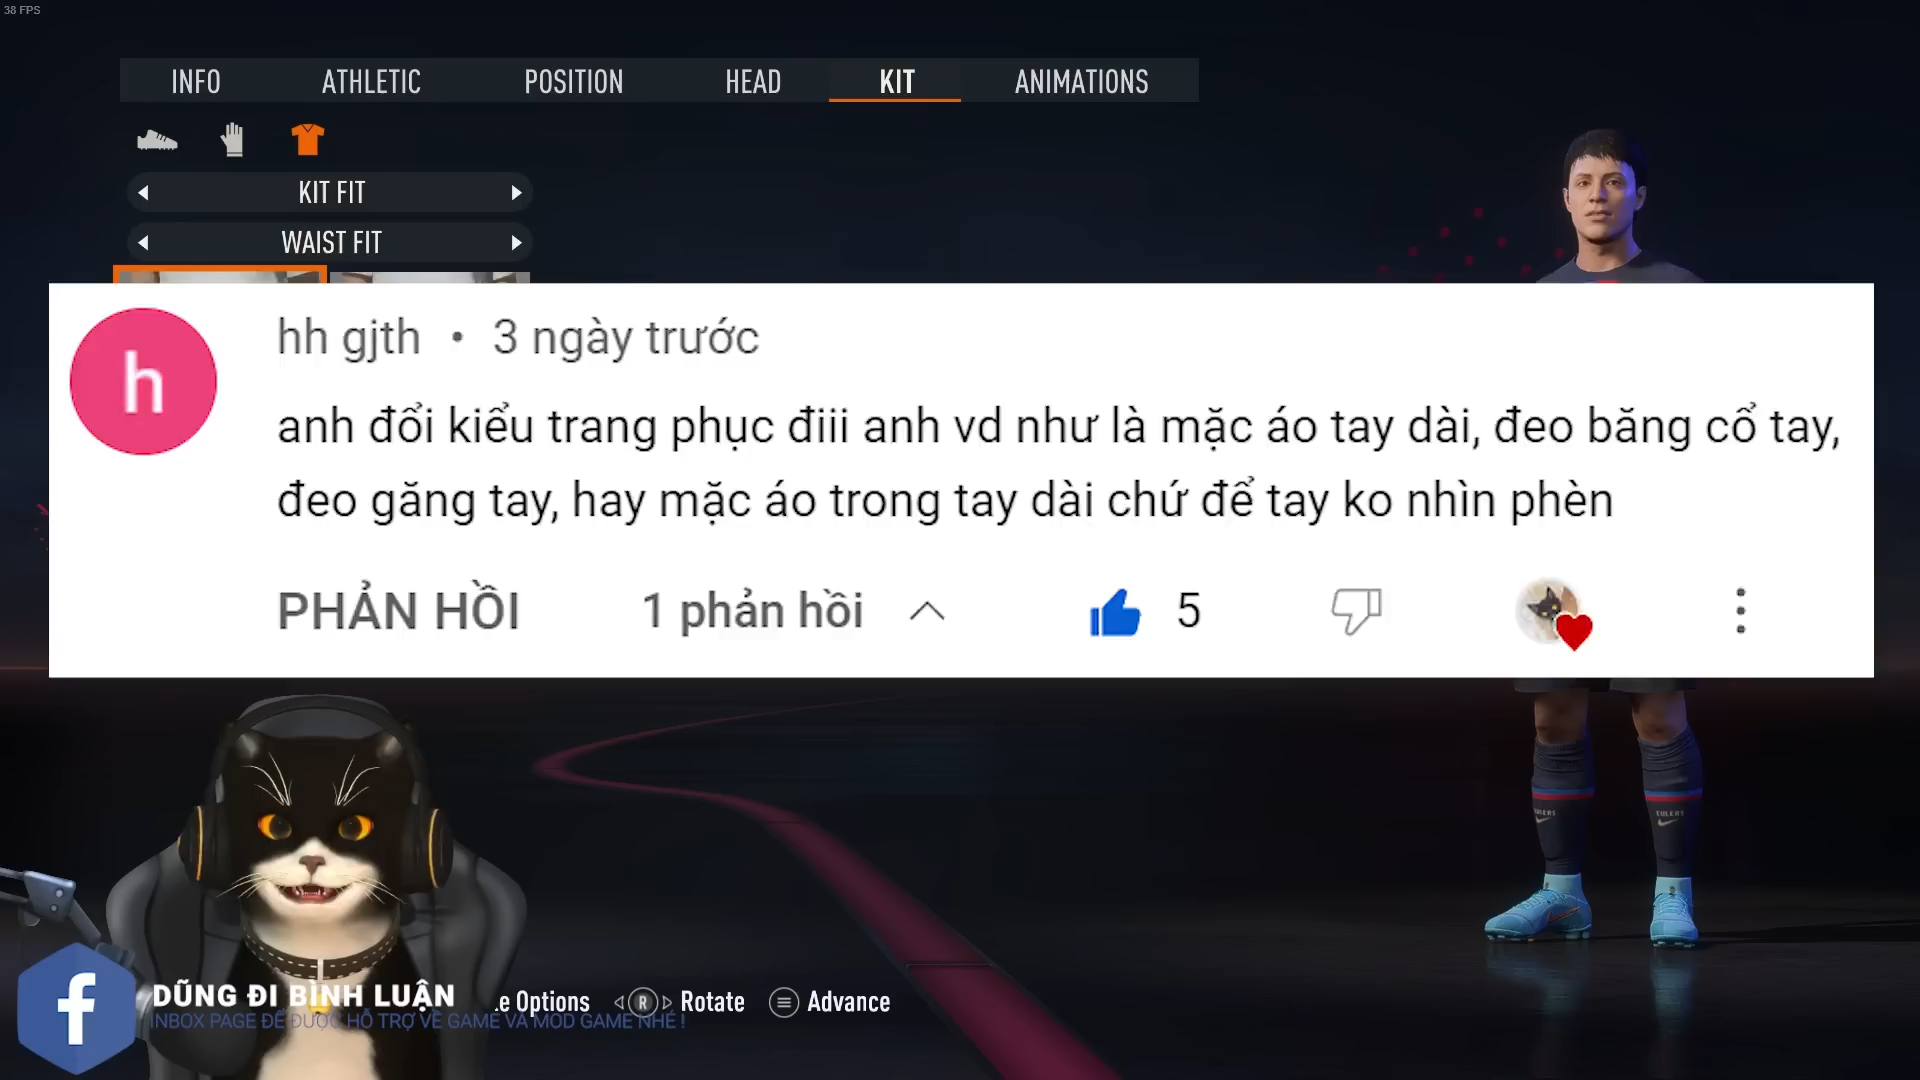 38 FPS
INFO ATHLETIC POSITION HEAD KIT ANIMATIONS
KIT FIT
WAIST FIT
h
hh gjth • 3 ngày trước
anh đổi kiểu trang phục điii anh vd như là mặc áo tay dài, đeo băng cổ tay,
đeo găng tay, hay mặc áo trong tay dài chứ để tay ko nhìn phèn
PHẢN HỒI 1 phản hồi 5
CULERS
f
DŨNG ĐI BÌNH LUẬN
INBOX PAGE ĐỂ ĐƯỢC HỖ TRỢ VỀ GAME VÀ MOD GAME NHÉ !
Options R Rotate Advance